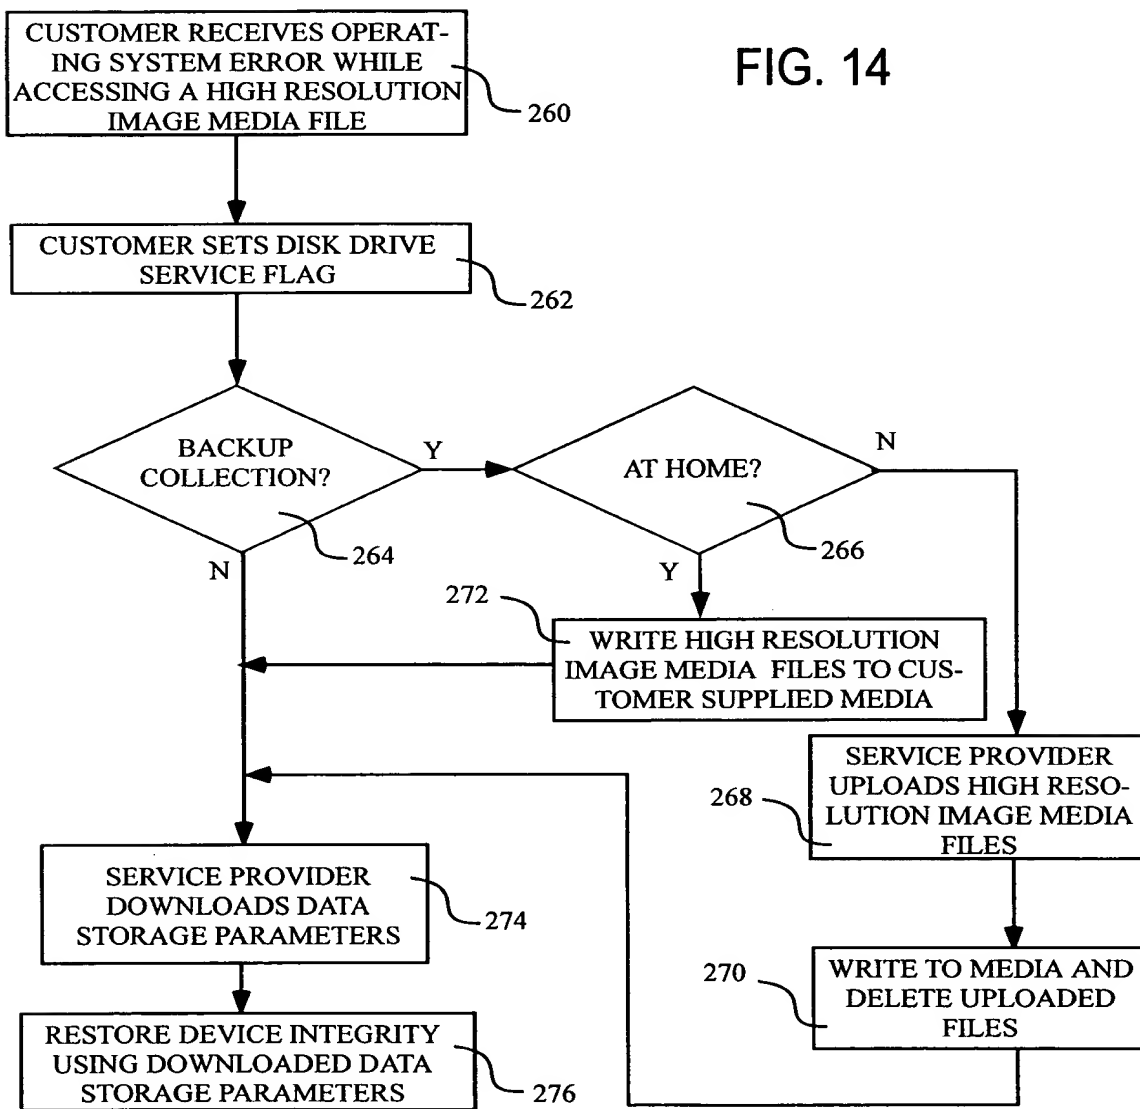 FIG. 14
CUSTOMER RECEIVES OPERAT-
ING SYSTEM ERROR WHILE
ACCESSING A HIGH RESOLUTION
IMAGE MEDIA FILE
260
CUSTOMER SETS DISK DRIVE
SERVICE FLAG
262
BACKUP
COLLECTION?
264
Y
N
AT HOME?
266
N
Y
272
WRITE HIGH RESOLUTION
IMAGE MEDIA FILES TO CUS-
TOMER SUPPLIED MEDIA
268
SERVICE PROVIDER
UPLOADS HIGH RESO-
LUTION IMAGE MEDIA
FILES
270
WRITE TO MEDIA AND
DELETE UPLOADED
FILES
SERVICE PROVIDER
DOWNLOADS DATA
STORAGE PARAMETERS
274
RESTORE DEVICE INTEGRITY
USING DOWNLOADED DATA
STORAGE PARAMETERS
276